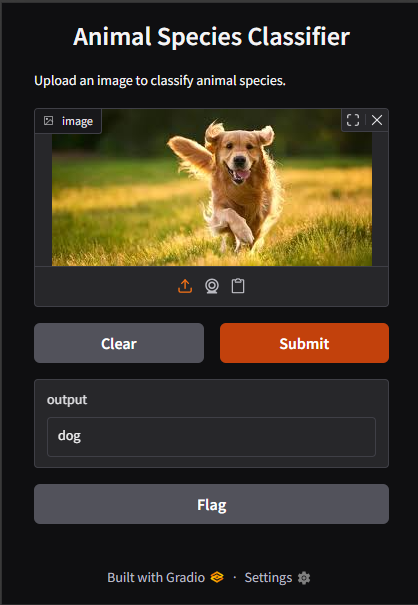 Animal Species Classifier
Upload an image to classify animal species.
image
Clear
Submit
output
dog
Flag
Built with Gradio · Settings